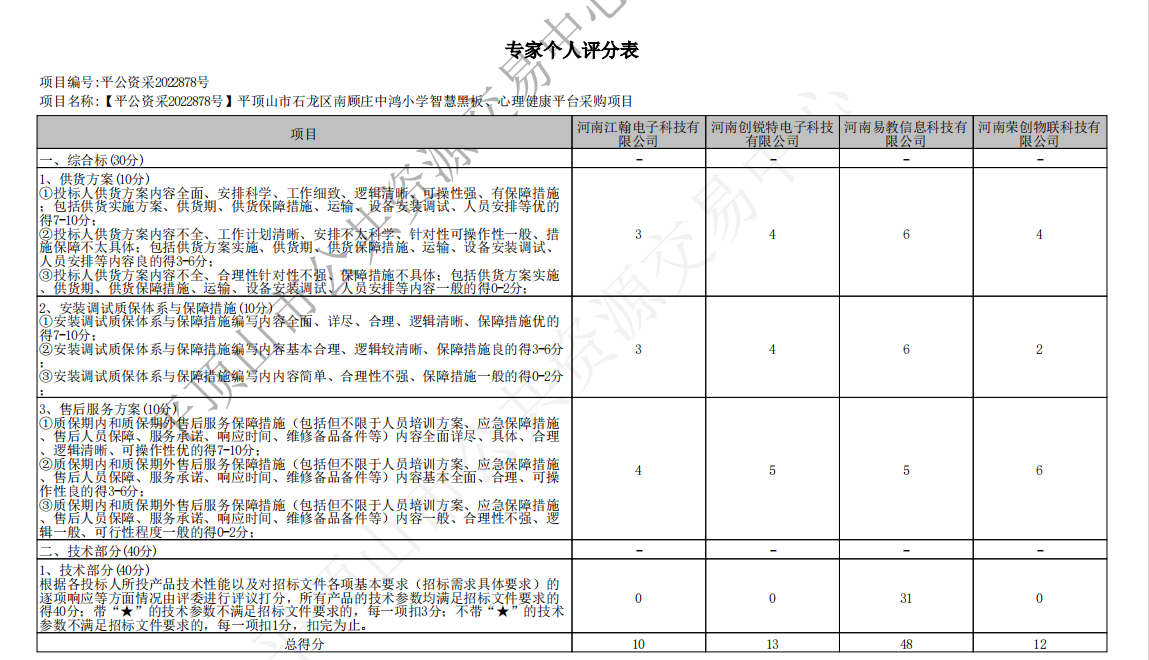 专家个人评分表
项目编号:平公资采2022878号
项目名称:【平公资采2022878号】平顶山市石龙区南顾庄中鸿小学智慧黑板、心理健康平台采购项目
项目
河南江翰电子科技有
限公司
河南创锐特电子科技
有限公司
河南易教信息科技有
限公司
河南荣创物联科技有
限公司
一、综合标(30分)
-
-
-
-
1、供货方案(10分)
①投标人供货方案内容全面、安排科学、工作细致、逻辑清晰、可操性强、有保障措施
;包括供货实施方案、供货期、供货保障措施、运输、设备安装调试、人员安排等优的
得7-10分;
②投标人供货方案内容不全、工作计划清晰、安排不太科学、针对性可操作性一般、措
施保障不太具体;包括供货方案实施、供货期、供货保障措施、运输、设备安装调试、
人员安排等内容良的得3-6分;
③投标人供货方案内容不全、合理性针对性不强、保障措施不具体;包括供货方案实施
、供货期、供货保障措施、运输、设备安装调试、人员安排等内容一般的得0-2分;
3
4
6
4
2、安装调试质保体系与保障措施(10分)
①安装调试质保体系与保障措施编写内容全面、详尽、合理、逻辑清晰、保障措施优的
得7-10分;
②安装调试质保体系与保障措施编写内容基本合理、逻辑较清晰、保障措施良的得3-6分
;
③安装调试质保体系与保障措施编写内内容简单、合理性不强、保障措施一般的得0-2分
;
3
4
6
2
3、售后服务方案(10分)
①质保期内和质保期外售后服务保障措施（包括但不限于人员培训方案、应急保障措施
、售后人员保障、服务承诺、响应时间、维修备品备件等）内容全面详尽、具体、合理
、逻辑清晰、可操作性优的得7-10分;
②质保期内和质保期外售后服务保障措施（包括但不限于人员培训方案、应急保障措施
、售后人员保障、服务承诺、响应时间、维修备品备件等）内容基本全面、合理、可操
作性良的得3-6分;
③质保期内和质保期外售后服务保障措施（包括但不限于人员培训方案、应急保障措施
、售后人员保障、服务承诺、响应时间、维修备品备件等）内容一般、合理性不强、逻
辑一般、可行性程度一般的得0-2分;
4
5
5
6
二、技术部分(40分)
-
-
-
-
1、技术部分(40分)
根据各投标人所投产品技术性能以及对招标文件各项基本要求（招标需求具体要求）的
逐项响应等方面情况由评委进行评议打分，所有产品的技术参数均满足招标文件要求的
得40分；带“★”的技术参数不满足招标文件要求的，每一项扣3分；不带“★”的技术
参数不满足招标文件要求的，每一项扣1分，扣完为止。
0
0
31
0
总得分
10
13
48
12
平顶山市公共资源交易中心
平顶山市公共资源交易中心